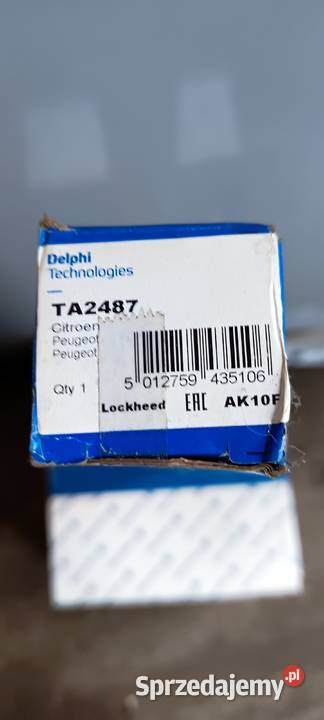 Delphi
Technologies
TA2487
Citroen
Peugeot
Peugeot
5 012759 435106
Qty 1
Lockheed EAC AK10F
Sprzedajemy.pl